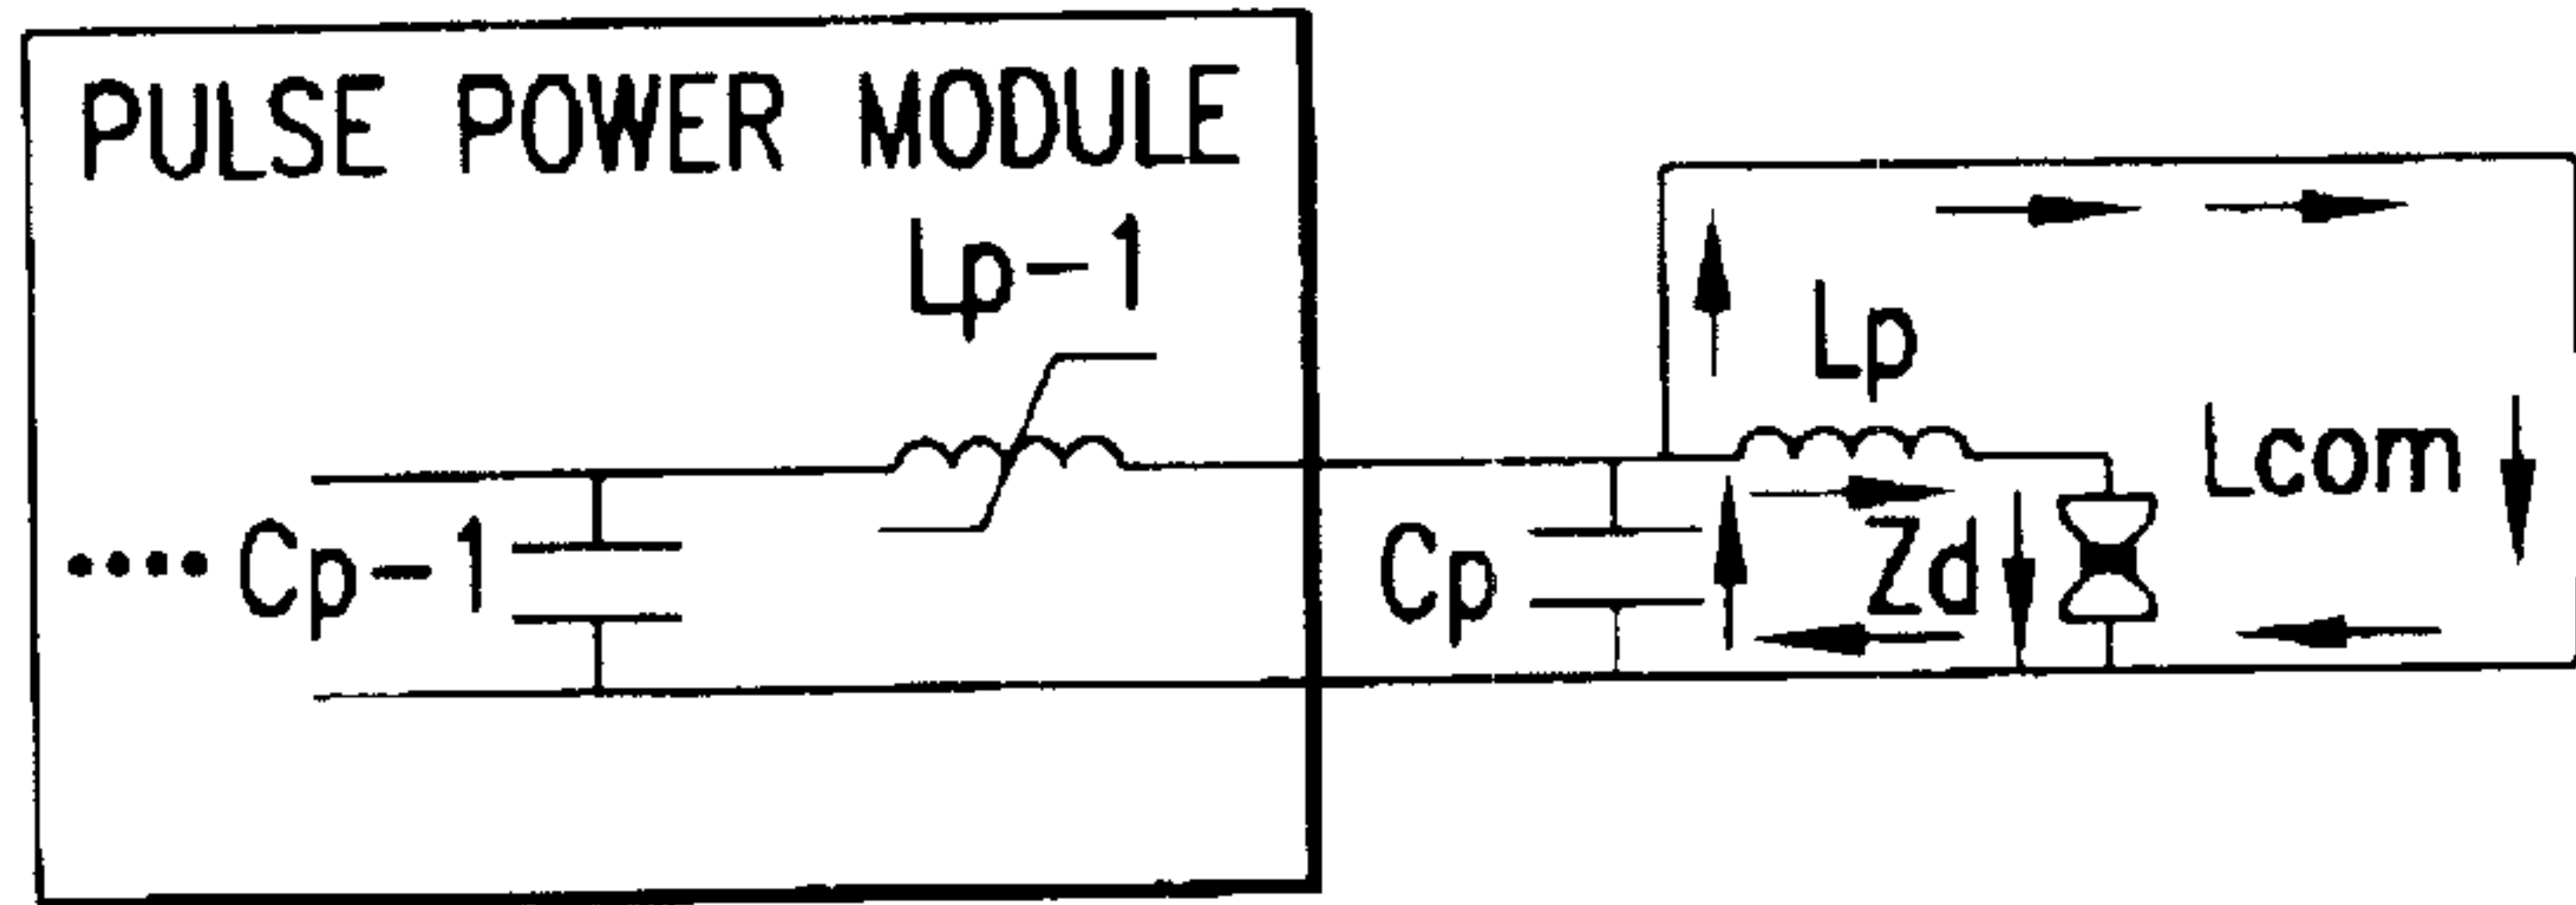 PULSE POWER MODULE
Lp-1
Lp
Lcom
....Cp-1
Cp
Zd